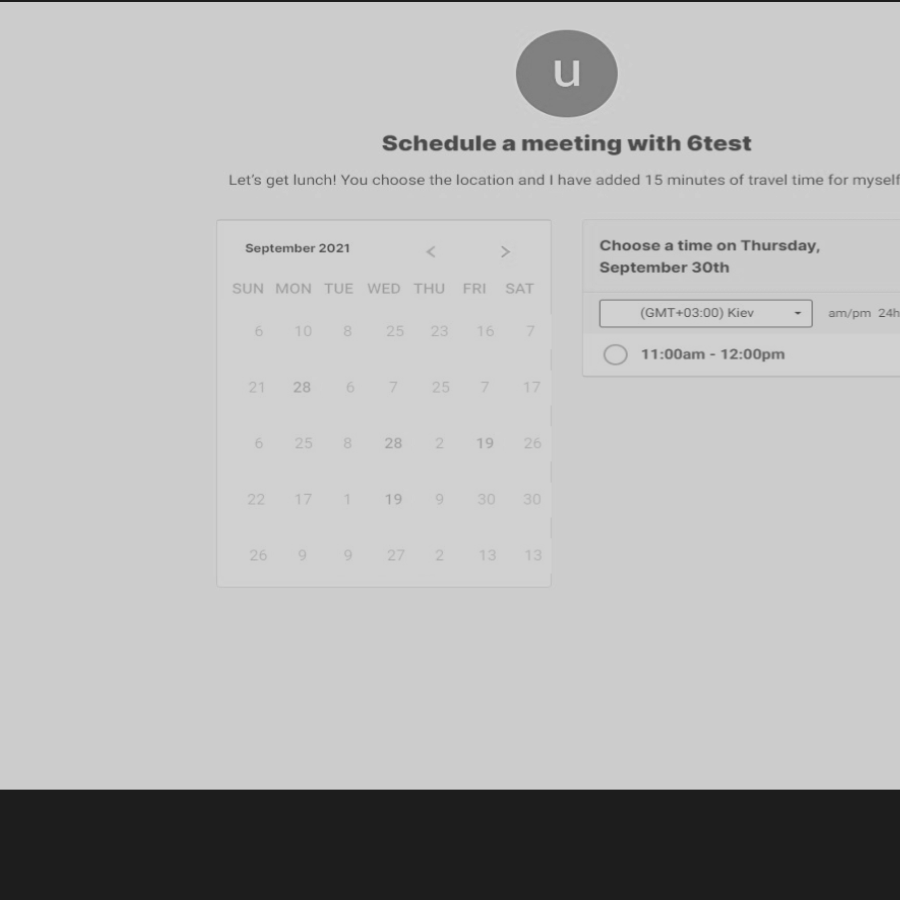 u
Schedule a meeting with 6test
Let's get lunch! You choose the location and I have added 15 minutes of travel time for myself
September 2021 < >
SUN MON TUE WED THU FRI SAT
6 10 8 25 23 16 7
21 28 6 7 25 7 17
6 25 8 28 2 19 26
22 17 1 19 9 30 30
26 9 9 27 2 13 13
Choose a time on Thursday,
September 30th
(GMT+03:00) Kiev am/pm 24h
11:00am - 12:00pm